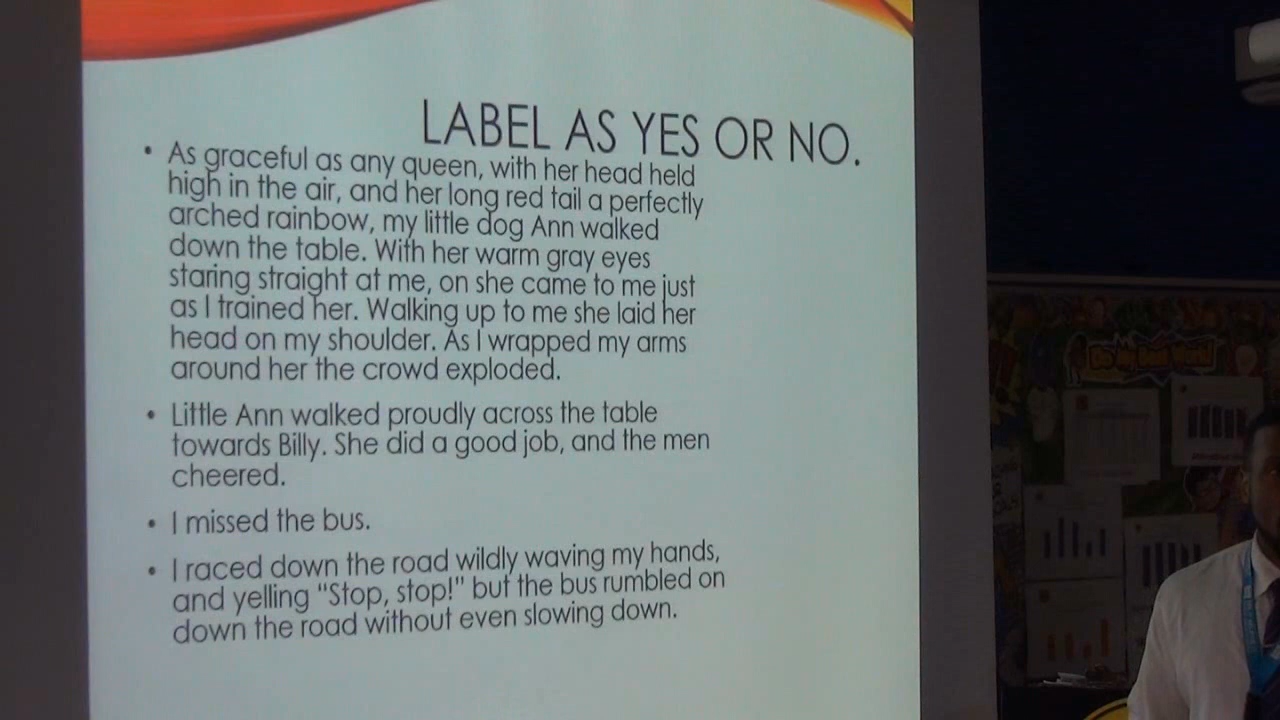 LABEL AS YES OR NO.
• As graceful as any queen, with her head held
high in the air, and her long red tail a perfectly
arched rainbow, my little dog Ann walked
down the table. With her warm gray eyes
staring straight at me, on she came to me just
as I trained her. Walking up to me she laid her
head on my shoulder. As I wrapped my arms
around her the crowd exploded.
• Little Ann walked proudly across the table
towards Billy. She did a good job, and the men
cheered.
• I missed the bus.
• I raced down the road wildly waving my hands,
and yelling “Stop, stop!” but the bus rumbled on
down the road without even slowing down.